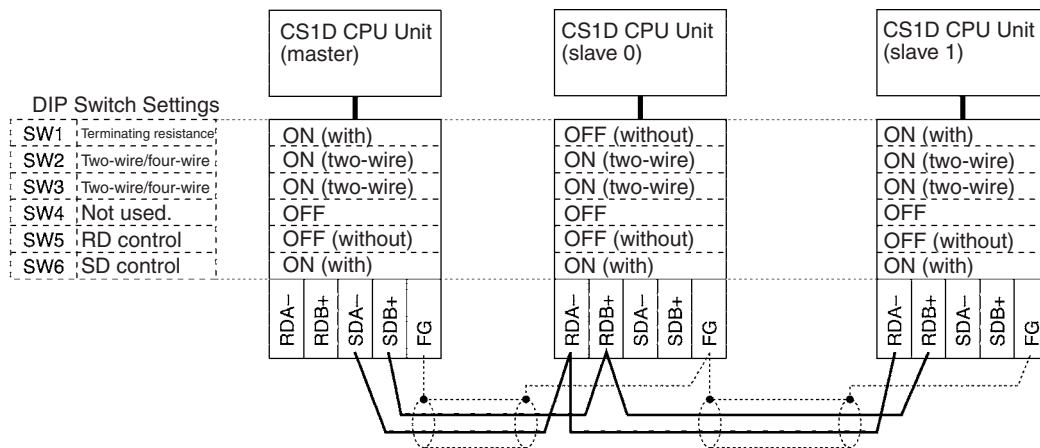 CS1D CPU Unit
(master)
CS1D CPU Unit
(slave 0)
CS1D CPU Unit
(slave 1)
DIP Switch Settings
SW1 Terminating resistance ON (with) OFF (without) ON (with)
SW2 Two-wire/four-wire ON (two-wire) ON (two-wire) ON (two-wire)
SW3 Two-wire/four-wire ON (two-wire) ON (two-wire) ON (two-wire)
SW4 Not used. OFF OFF OFF
SW5 RD control OFF (without) OFF (without) OFF (without)
SW6 SD control ON (with) ON (with) ON (with)
RDA− RDB+ SDA− SDB+ FG RDA− RDB+ SDA− SDB+ FG RDA− RDB+ SDA− SDB+ FG